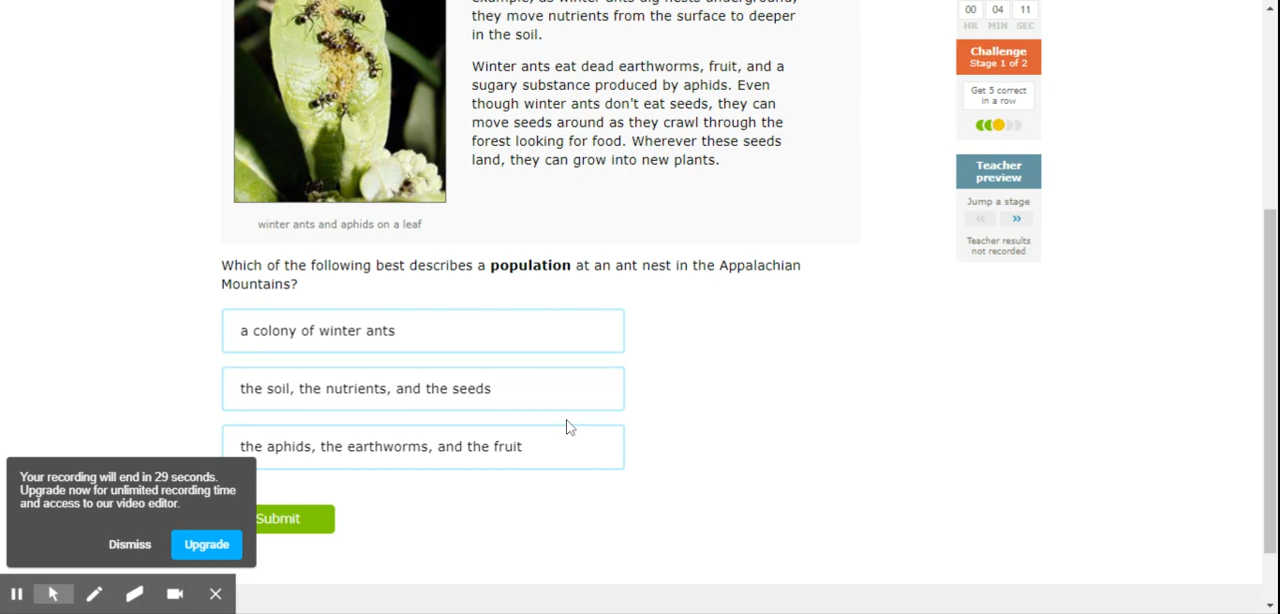 example, as winter ants dig nests underground,
they move nutrients from the surface to deeper
in the soil.
Winter ants eat dead earthworms, fruit, and a
sugary substance produced by aphids. Even
though winter ants don't eat seeds, they can
move seeds around as they crawl through the
forest looking for food. Wherever these seeds
land, they can grow into new plants.
winter ants and aphids on a leaf
Which of the following best describes a population at an ant nest in the Appalachian
Mountains?
a colony of winter ants
the soil, the nutrients, and the seeds
the aphids, the earthworms, and the fruit
Submit
00 04 11
HR MIN SEC
Challenge
Stage 1 of 2
Get 5 correct
in a row
Teacher
preview
Jump a stage
Teacher results
not recorded
Your recording will end in 29 seconds.
Upgrade now for unlimited recording time
and access to our video editor.
Dismiss Upgrade